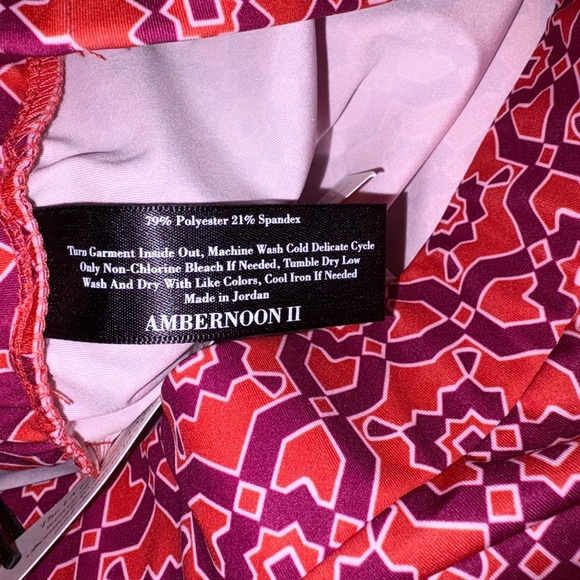 79% Polyester 21% Spandex
Turn Garment Inside Out, Machine Wash Cold Delicate Cycle
Only Non-Chlorine Bleach If Needed, Tumble Dry Low
Wash And Dry With Like Colors, Cool Iron If Needed
Made in Jordan
AMBERNOON II